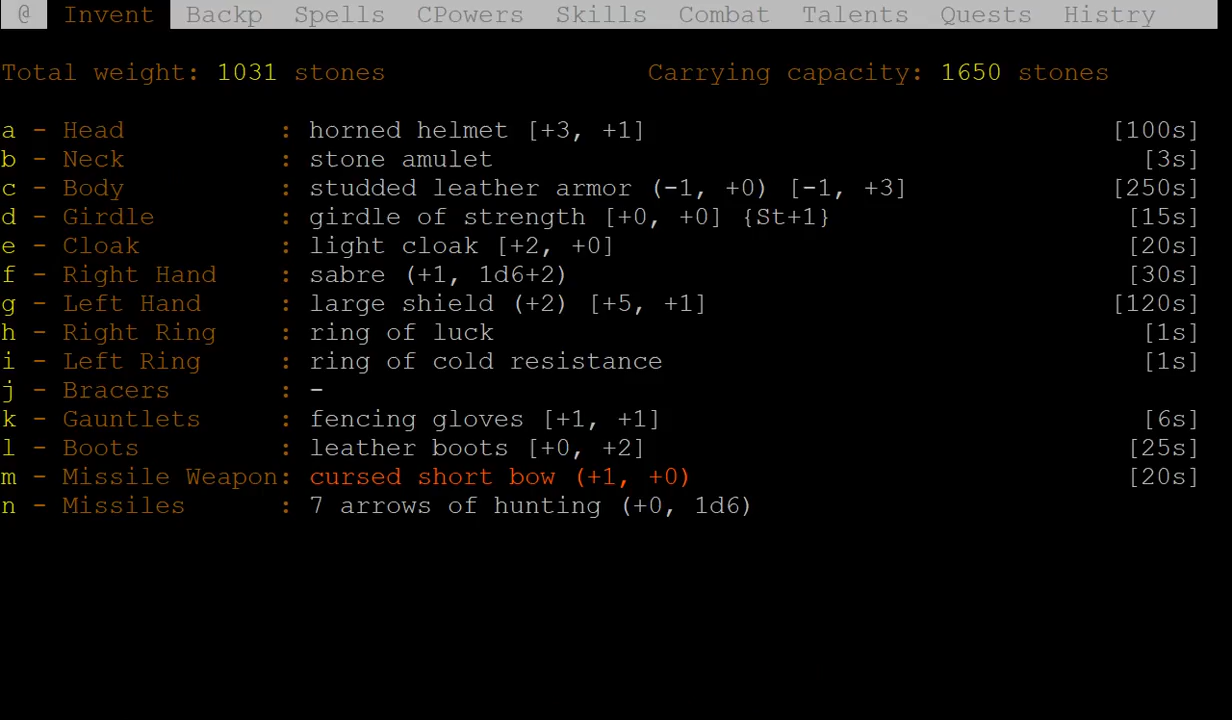 @ Invent Backp Spells CPowers Skills Combat Talents Quests Histry
Total weight: 1031 stones Carrying capacity: 1650 stones
a - Head : horned helmet [+3, +1] [100s]
b - Neck : stone amulet [3s]
c - Body : studded leather armor (-1, +0) [-1, +3] [250s]
d - Girdle : girdle of strength [+0, +0] {St+1} [15s]
e - Cloak : light cloak [+2, +0] [20s]
f - Right Hand : sabre (+1, 1d6+2) [30s]
g - Left Hand : large shield (+2) [+5, +1] [120s]
h - Right Ring : ring of luck [1s]
i - Left Ring : ring of cold resistance [1s]
j - Bracers : -
k - Gauntlets : fencing gloves [+1, +1] [6s]
l - Boots : leather boots [+0, +2] [25s]
m - Missile Weapon: cursed short bow (+1, +0) [20s]
n - Missiles : 7 arrows of hunting (+0, 1d6)